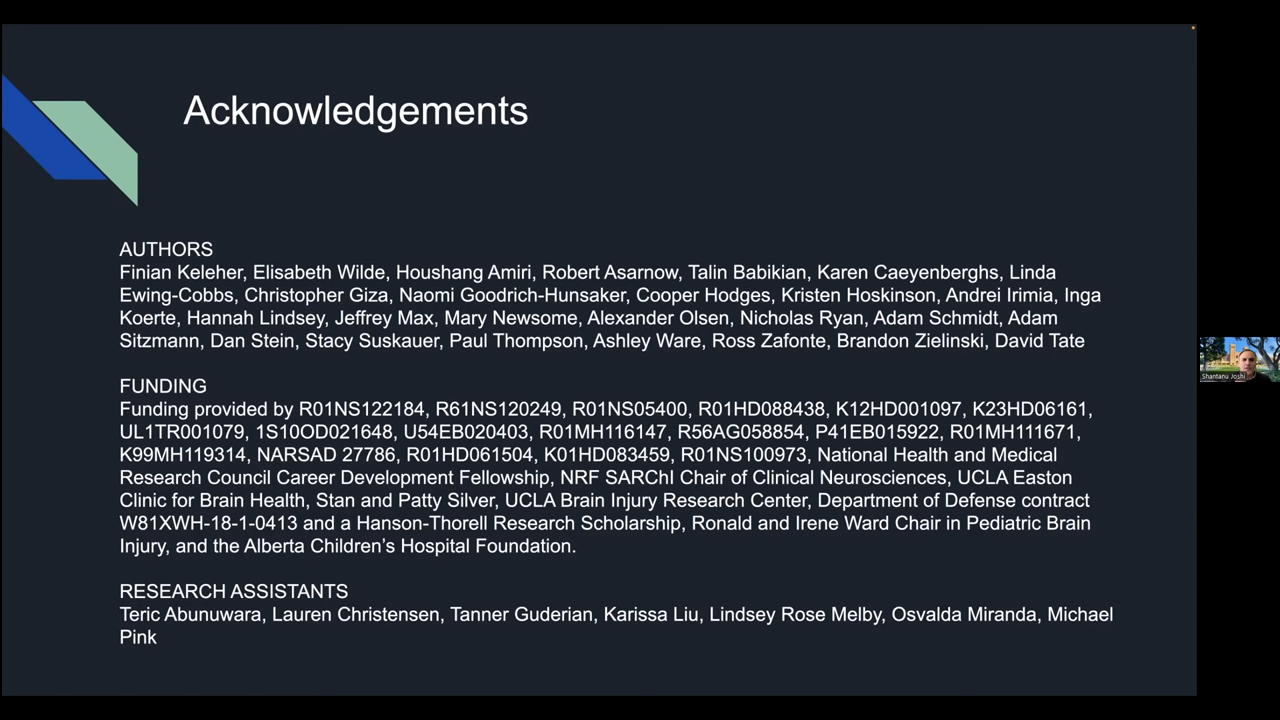 Acknowledgements
AUTHORS
Finian Keleher, Elisabeth Wilde, Houshang Amiri, Robert Asarnow, Talin Babikian, Karen Caeyenberghs, Linda
Ewing-Cobbs, Christopher Giza, Naomi Goodrich-Hunsaker, Cooper Hodges, Kristen Hoskinson, Andrei Irimia, Inga
Koerte, Hannah Lindsey, Jeffrey Max, Mary Newsome, Alexander Olsen, Nicholas Ryan, Adam Schmidt, Adam
Sitzmann, Dan Stein, Stacy Suskauer, Paul Thompson, Ashley Ware, Ross Zafonte, Brandon Zielinski, David Tate
FUNDING
Funding provided by R01NS122184, R61NS120249, R01NS05400, R01HD088438, K12HD001097, K23HD06161,
UL1TR001079, 1S10OD021648, U54EB020403, R01MH116147, R56AG058854, P41EB015922, R01MH111671,
K99MH119314, NARSAD 27786, R01HD061504, K01HD083459, R01NS100973, National Health and Medical
Research Council Career Development Fellowship, NRF SARChI Chair of Clinical Neurosciences, UCLA Easton
Clinic for Brain Health, Stan and Patty Silver, UCLA Brain Injury Research Center, Department of Defense contract
W81XWH-18-1-0413 and a Hanson-Thorell Research Scholarship, Ronald and Irene Ward Chair in Pediatric Brain
Injury, and the Alberta Children’s Hospital Foundation.
RESEARCH ASSISTANTS
Teric Abunuwara, Lauren Christensen, Tanner Guderian, Karissa Liu, Lindsey Rose Melby, Osvalda Miranda, Michael
Pink
Shantanu Joshi